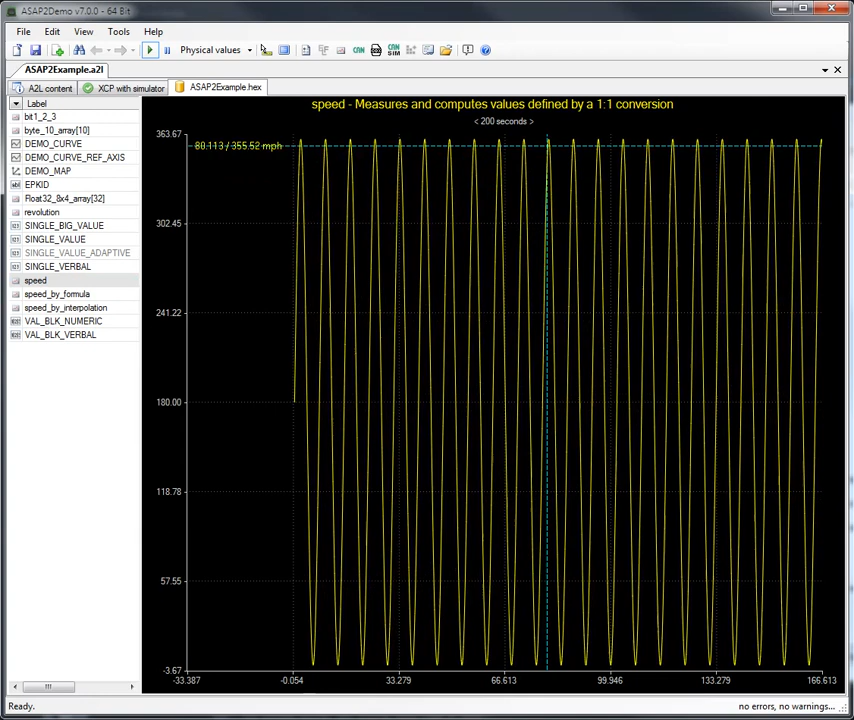 ASAP2Demo v7.0.0 - 64 Bit
File Edit View Tools Help
Physical values CAN CAN SIM
ASAP2Example.a2l
A2L content XCP with simulator ASAP2Example.hex
Label
bit1_2_3
byte_10_array[10]
DEMO_CURVE
DEMO_CURVE_REF_AXIS
DEMO_MAP
EPKID
Float32_8x4_array[32]
revolution
SINGLE_BIG_VALUE
SINGLE_VALUE
SINGLE_VALUE_ADAPTIVE
SINGLE_VERBAL
speed
speed_by_formula
speed_by_interpolation
VAL_BLK_NUMERIC
VAL_BLK_VERBAL
speed - Measures and computes values defined by a 1:1 conversion
< 200 seconds >
363.67
80.113 / 355.52 mph
302.45
241.22
180.00
118.78
57.55
-3.67
-33.387 -0.054 33.279 66.613 99.946 133.279 166.613
Ready. no errors, no warnings...